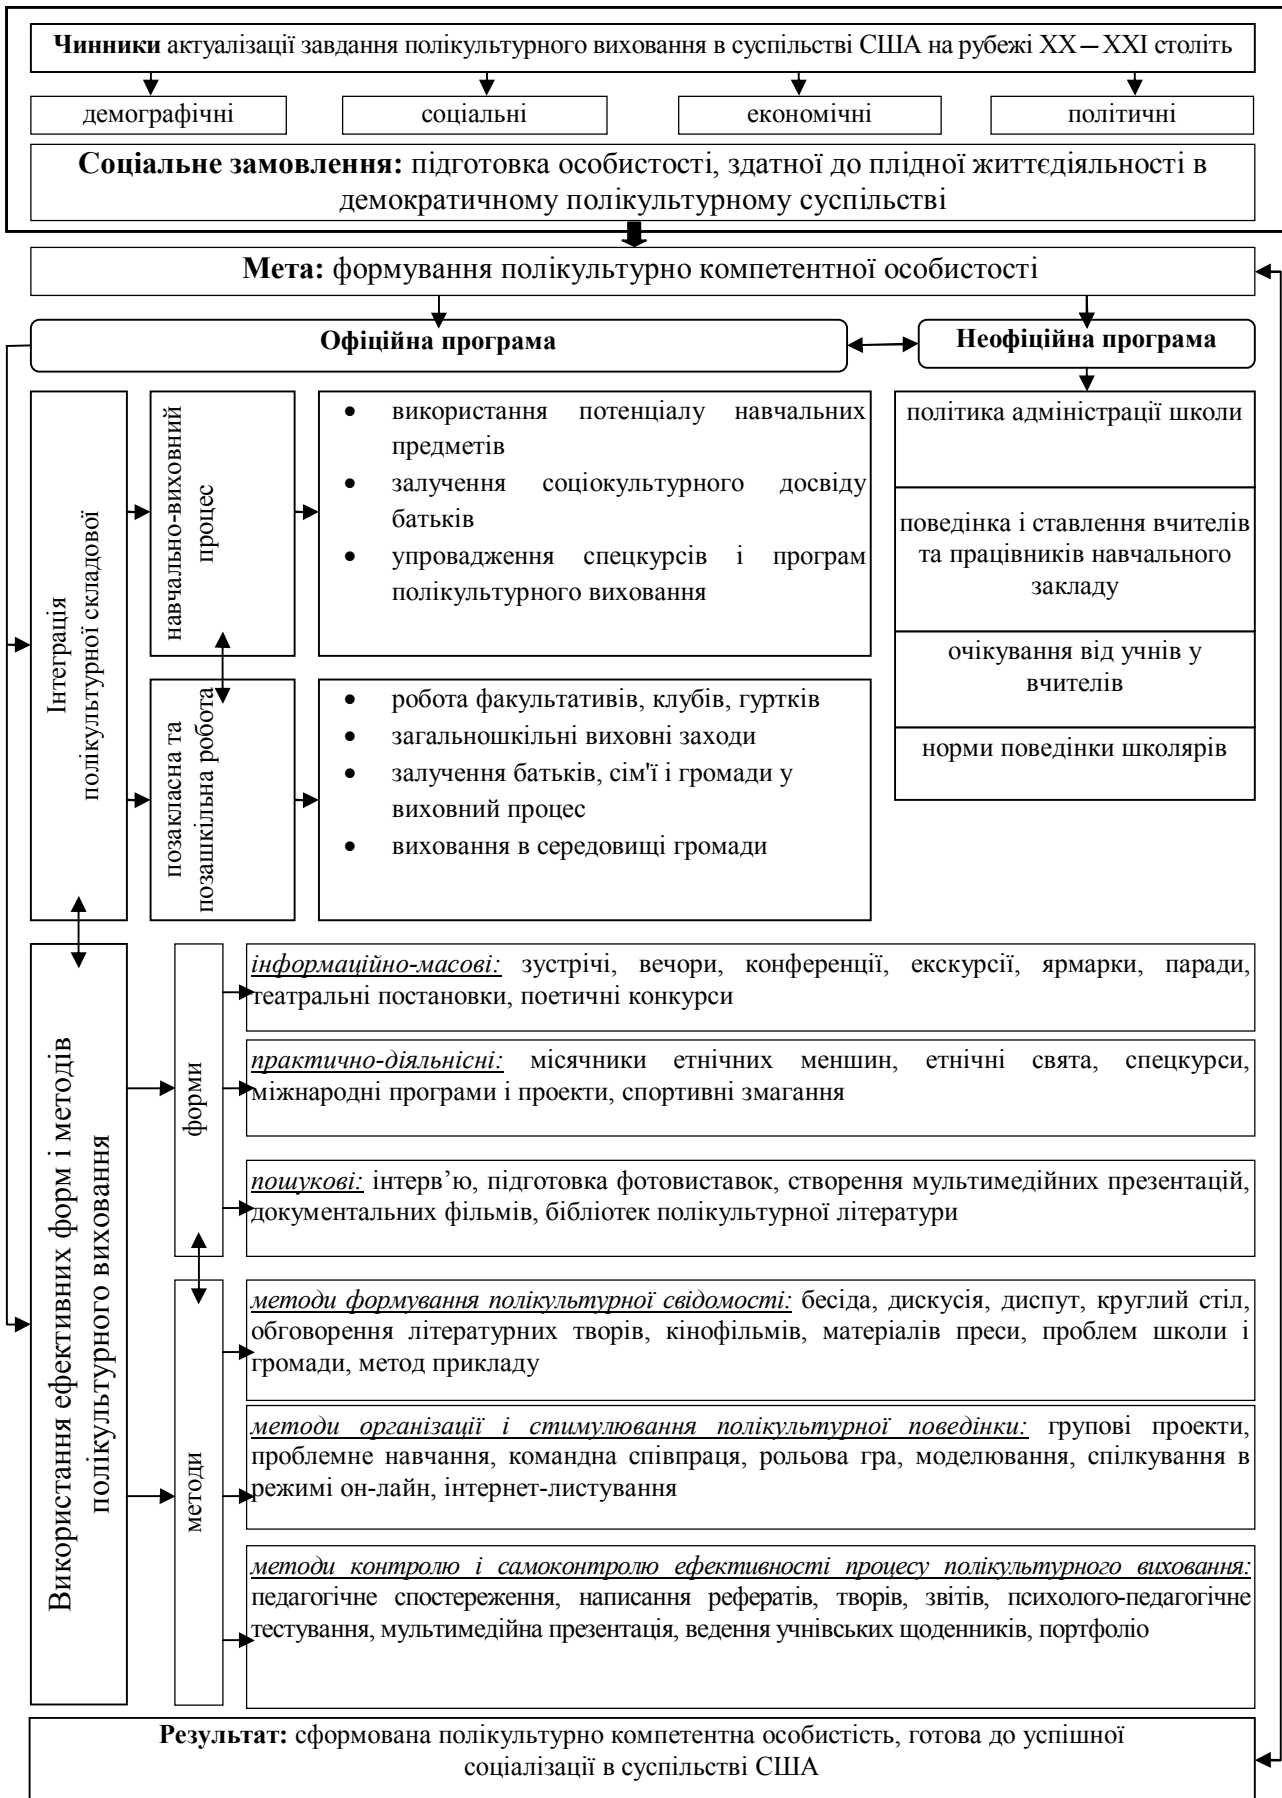 Чинники актуалізації завдання полікультурного виховання в суспільстві США на рубежі ХХ – ХХІ століть
демографічні
соціальні
економічні
політичні
Соціальне замовлення: підготовка особистості, здатної до плідної життєдіяльності в
демократичному полікультурному суспільстві
Мета: формування полікультурно компетентної особистості
Офіційна програма
Неофіційна програма
Інтеграція
полікультурної складової
навчально-виховний
процес
• використання потенціалу навчальних
предметів
• залучення соціокультурного досвіду
батьків
• упровадження спецкурсів і програм
полікультурного виховання
позакласна та
позашкільна робота
• робота факультативів, клубів, гуртків
• загальношкільні виховні заходи
• залучення батьків, сім'ї і громади у
виховний процес
• виховання в середовищі громади
політика адміністрації школи
поведінка і ставлення вчителів
та працівників навчального
закладу
очікування від учнів у
вчителів
норми поведінки школярів
Використання ефективних форм і методів
полікультурного виховання
форми
інформаційно-масові: зустрічі, вечори, конференції, екскурсії, ярмарки, паради,
театральні постановки, поетичні конкурси
практично-діяльнісні: місячники етнічних меншин, етнічні свята, спецкурси,
міжнародні програми і проекти, спортивні змагання
пошукові: інтерв’ю, підготовка фотовиставок, створення мультимедійних презентацій,
документальних фільмів, бібліотек полікультурної літератури
методи
методи формування полікультурної свідомості: бесіда, дискусія, диспут, круглий стіл,
обговорення літературних творів, кінофільмів, матеріалів преси, проблем школи і
громади, метод прикладу
методи організації і стимулювання полікультурної поведінки: групові проекти,
проблемне навчання, командна співпраця, рольова гра, моделювання, спілкування в
режимі он-лайн, інтернет-листування
методи контролю і самоконтролю ефективності процесу полікультурного виховання:
педагогічне спостереження, написання рефератів, творів, звітів, психолого-педагогічне
тестування, мультимедійна презентація, ведення учнівських щоденників, портфоліо
Результат: сформована полікультурно компетентна особистість, готова до успішної
соціалізації в суспільстві США